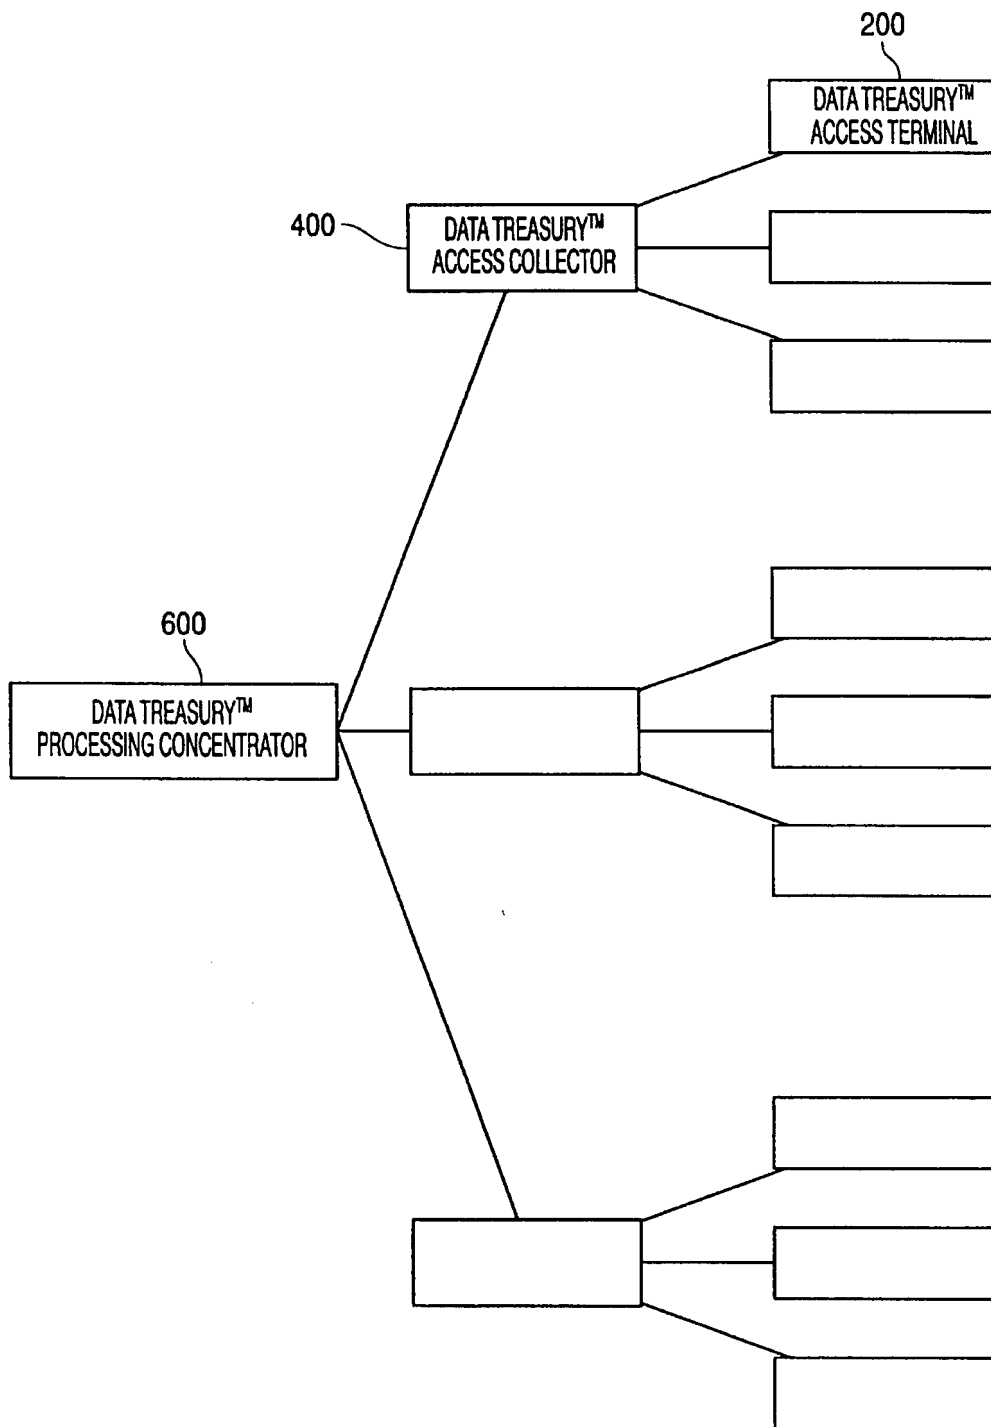 200
DATA TREASURY™
ACCESS TERMINAL
400
DATA TREASURY™
ACCESS COLLECTOR
600
DATA TREASURY™
PROCESSING CONCENTRATOR